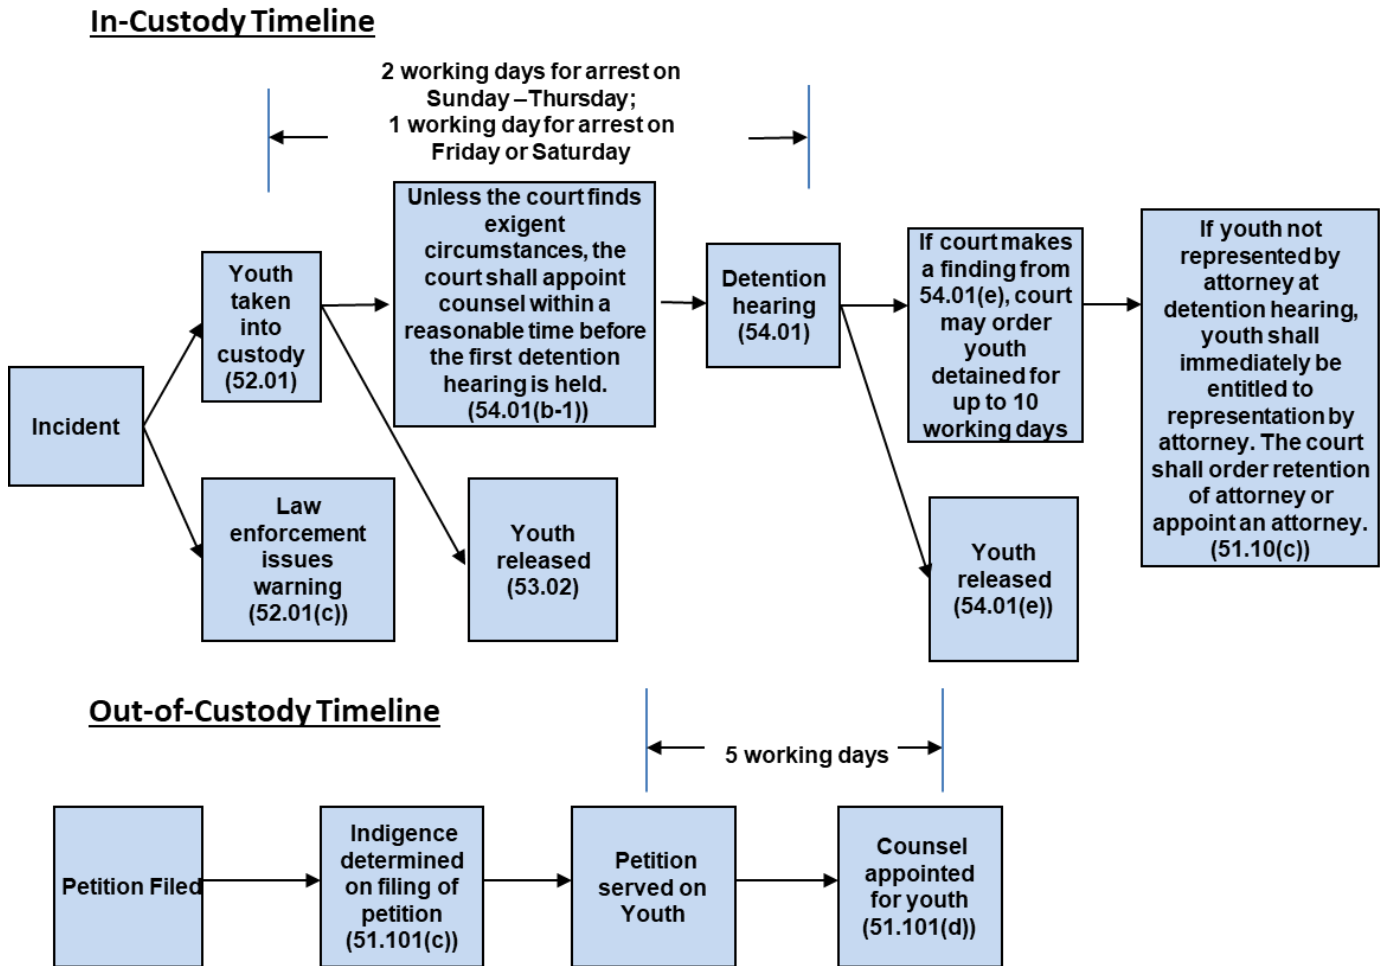 In-Custody Timeline
2 working days for arrest on
Sunday –Thursday;
1 working day for arrest on
Friday or Saturday
Incident
Youth
taken
into
custody
(52.01)
Law
enforcement
issues
warning
(52.01(c))
Unless the court finds
exigent
circumstances, the
court shall appoint
counsel within a
reasonable time before
the first detention
hearing is held.
(54.01(b-1))
Youth
released
(53.02)
Detention
hearing
(54.01)
If court makes
a finding from
54.01(e), court
may order
youth
detained for
up to 10
working days
Youth
released
(54.01(e))
If youth not
represented by
attorney at
detention hearing,
youth shall
immediately be
entitled to
representation by
attorney. The court
shall order retention
of attorney or
appoint an attorney.
(51.10(c))
Out-of-Custody Timeline
5 working days
Petition Filed
Indigence
determined
on filing of
petition
(51.101(c))
Petition
served on
Youth
Counsel
appointed
for youth
(51.101(d))